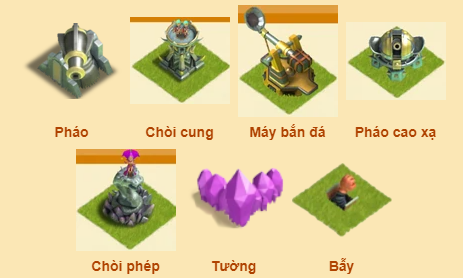 Pháo
Chòi cung
Máy bắn đá
Pháo cao xạ
Chòi phép
Tường
Bẫy